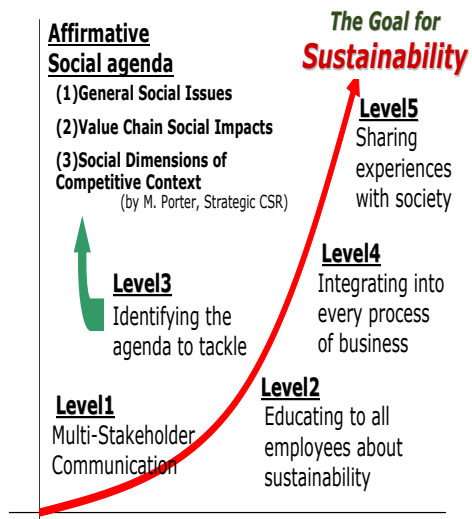 The Goal for
Sustainability
Affirmative
Social agenda
(1)General Social Issues
(2)Value Chain Social Impacts
(3)Social Dimensions of
Competitive Context
(by M. Porter, Strategic CSR)
Level5
Sharing
experiences
with society
Level4
Integrating into
every process
of business
Level3
Identifying the
agenda to tackle
Level2
Educating to all
employees about
sustainability
Level1
Multi-Stakeholder
Communication